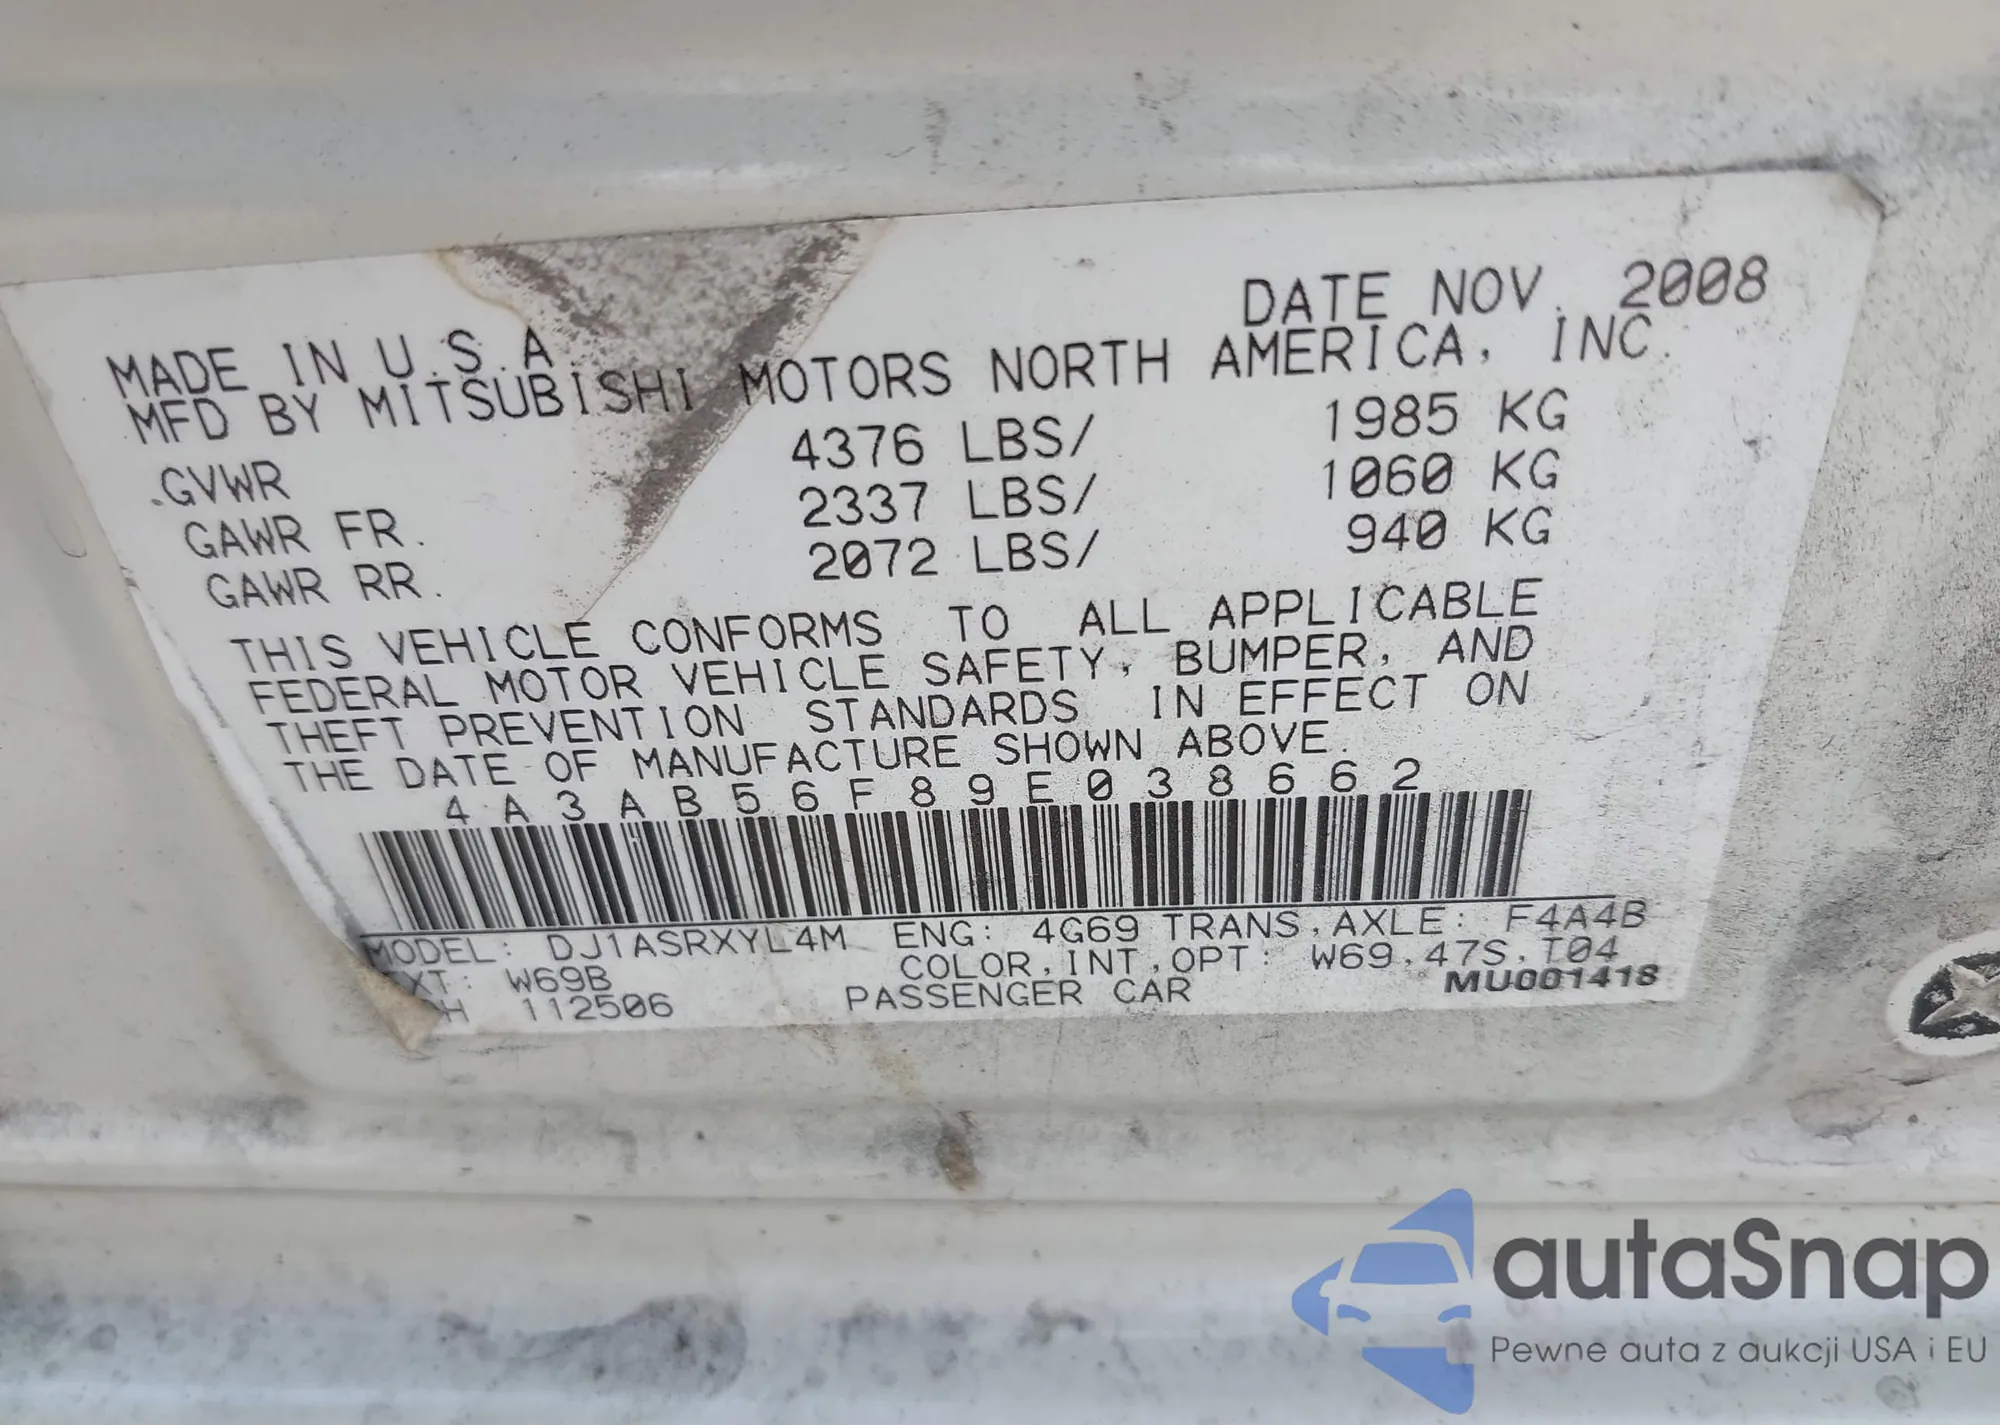 DATE NOV. 2008
MADE IN U.S.A.
MFD BY MITSUBISHI MOTORS NORTH AMERICA, INC.
GVWR 4376 LBS/ 1985 KG
GAWR FR. 2337 LBS/ 1060 KG
GAWR RR. 2072 LBS/ 940 KG
THIS VEHICLE CONFORMS TO ALL APPLICABLE
FEDERAL MOTOR VEHICLE SAFETY, BUMPER, AND
THEFT PREVENTION STANDARDS IN EFFECT ON
THE DATE OF MANUFACTURE SHOWN ABOVE.
4A3AB56F89E038662
MODEL: DJ1ASRXYL4M ENG: 4G69 TRANS,AXLE: F4A4B
EXT: W69B COLOR,INT,OPT: W69,47S,T04
112506 PASSENGER CAR MU001418
autaSnap
Pewne auta z aukcji USA i EU